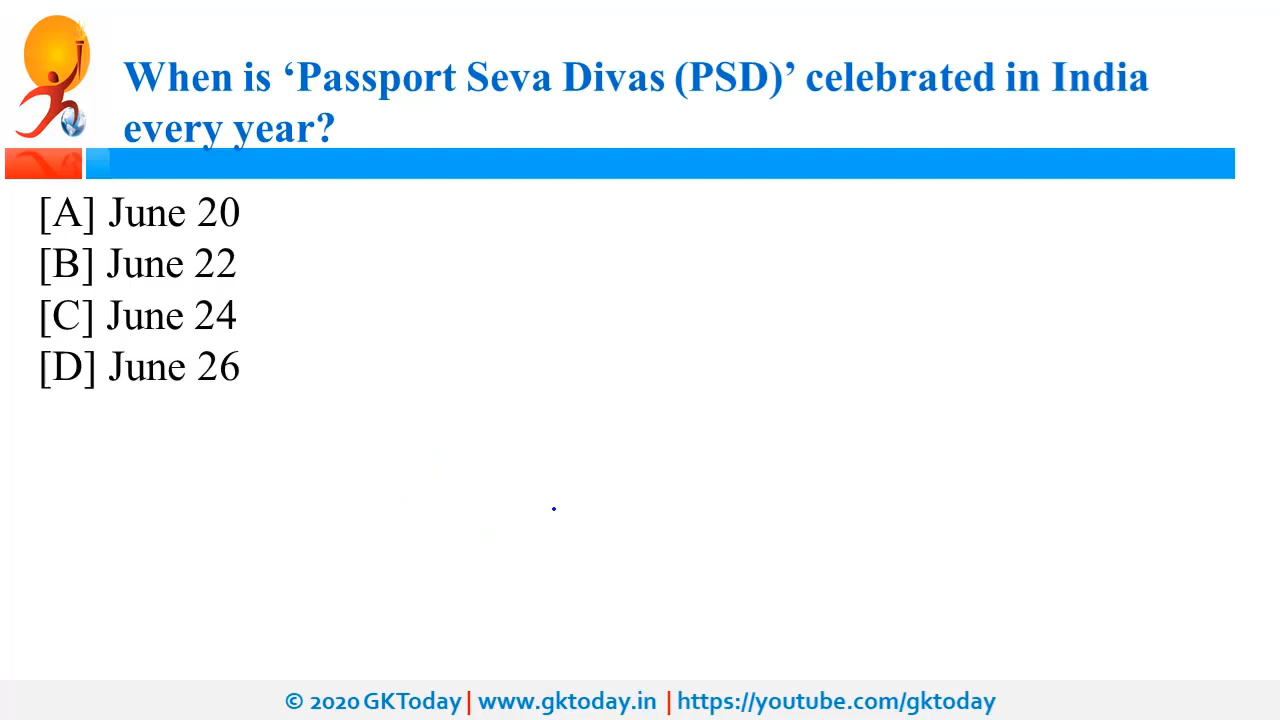 When is ‘Passport Seva Divas (PSD)’ celebrated in India
every year?
[A] June 20
[B] June 22
[C] June 24
[D] June 26
© 2020 GKToday | www.gktoday.in | https://youtube.com/gktoday